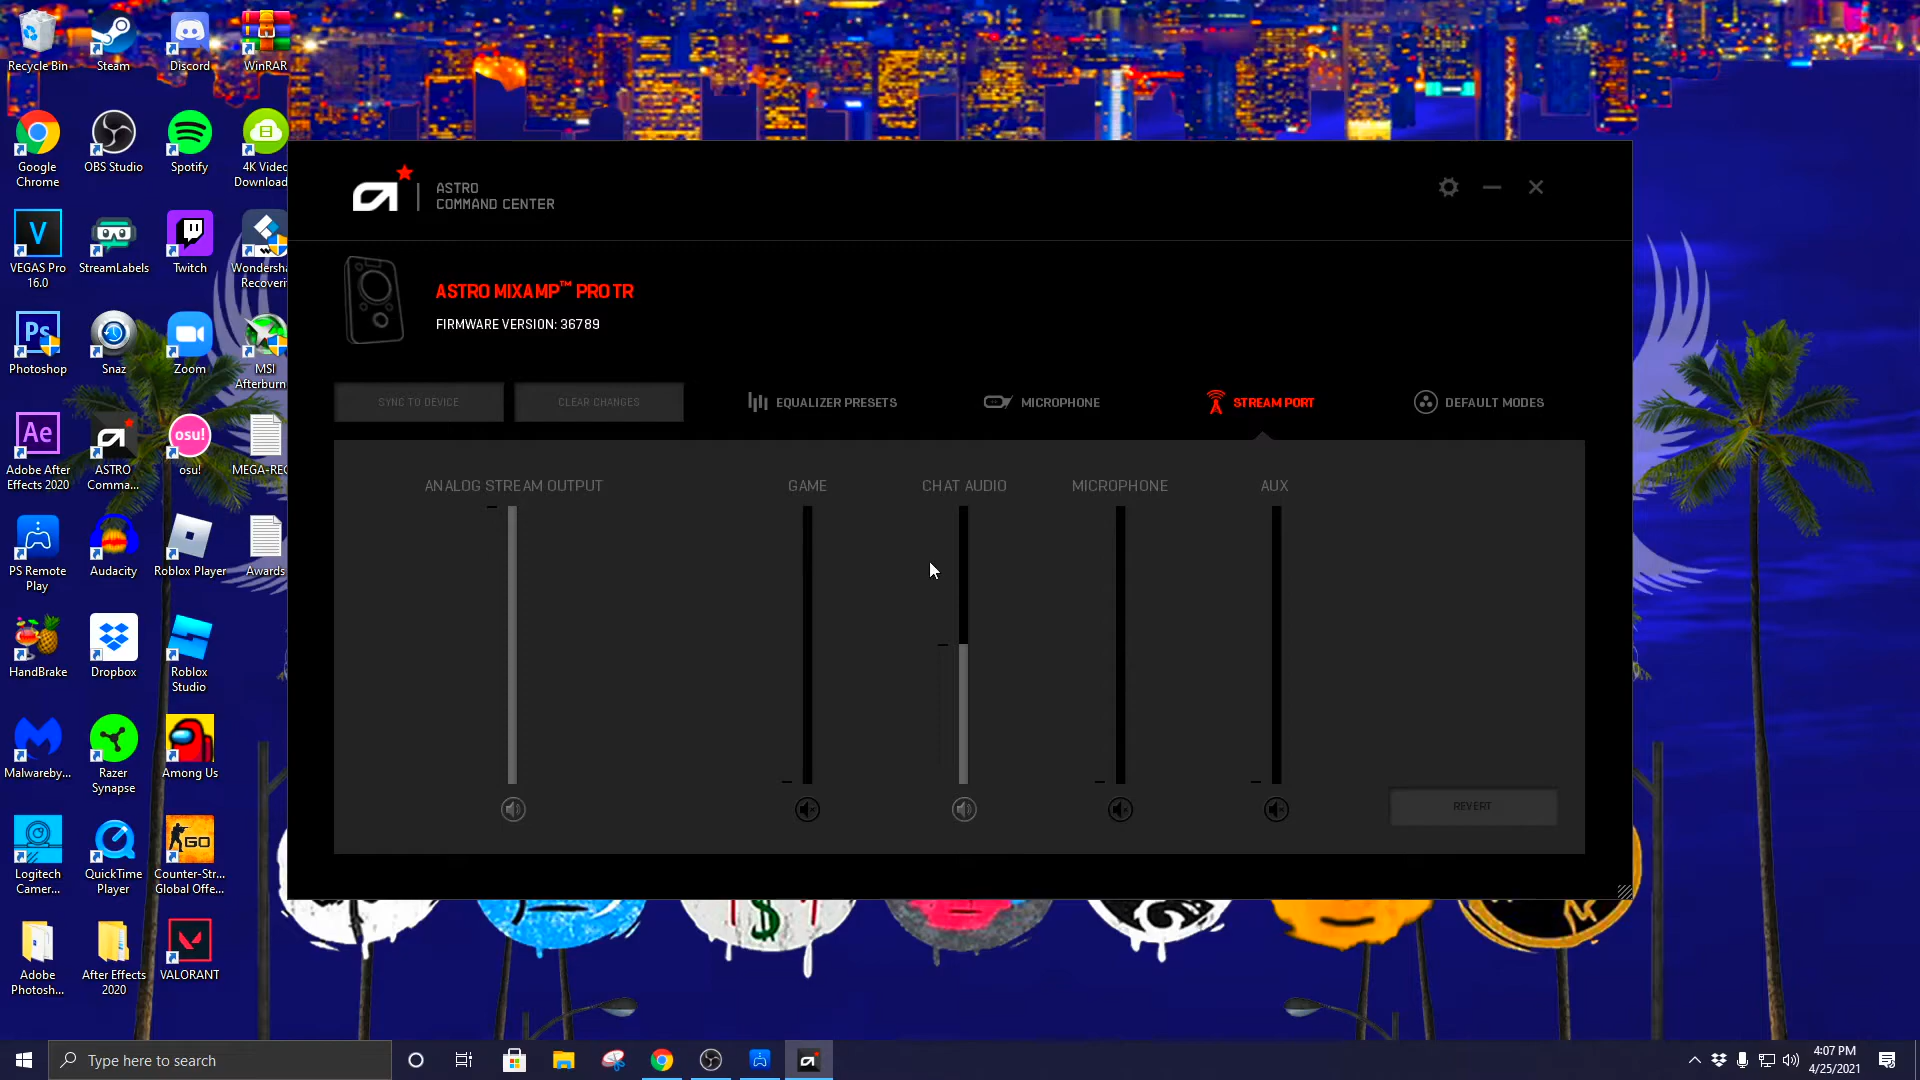 Recycle Bin
Steam
Discord
WinRAR
Google
Chrome
OBS Studio
Spotify
4K Video
Download
VEGAS Pro
16.0
StreamLabels
Twitch
Wondersha
Recoverit
Photoshop
Snaz
Zoom
MSI
Afterburn
Adobe After
Effects 2020
ASTRO
Comma...
osu!
osu!
MEGA-REC
PS Remote
Play
Audacity
Roblox Player
Awards
HandBrake
Dropbox
Roblox
Studio
Malwareby...
Razer
Synapse
Among Us
Logitech
Camer...
QuickTime
Player
Counter-Str...
Global Offe...
Adobe
Photosh...
After Effects
2020
VALORANT
ASTRO
COMMAND CENTER
ASTRO MIXAMP™ PRO TR
FIRMWARE VERSION: 36789
SYNC TO DEVICE
CLEAR CHANGES
EQUALIZER PRESETS
MICROPHONE
STREAM PORT
DEFAULT MODES
ANALOG STREAM OUTPUT
GAME
CHAT AUDIO
MICROPHONE
AUX
REVERT
Type here to search
4:07 PM
4/25/2021